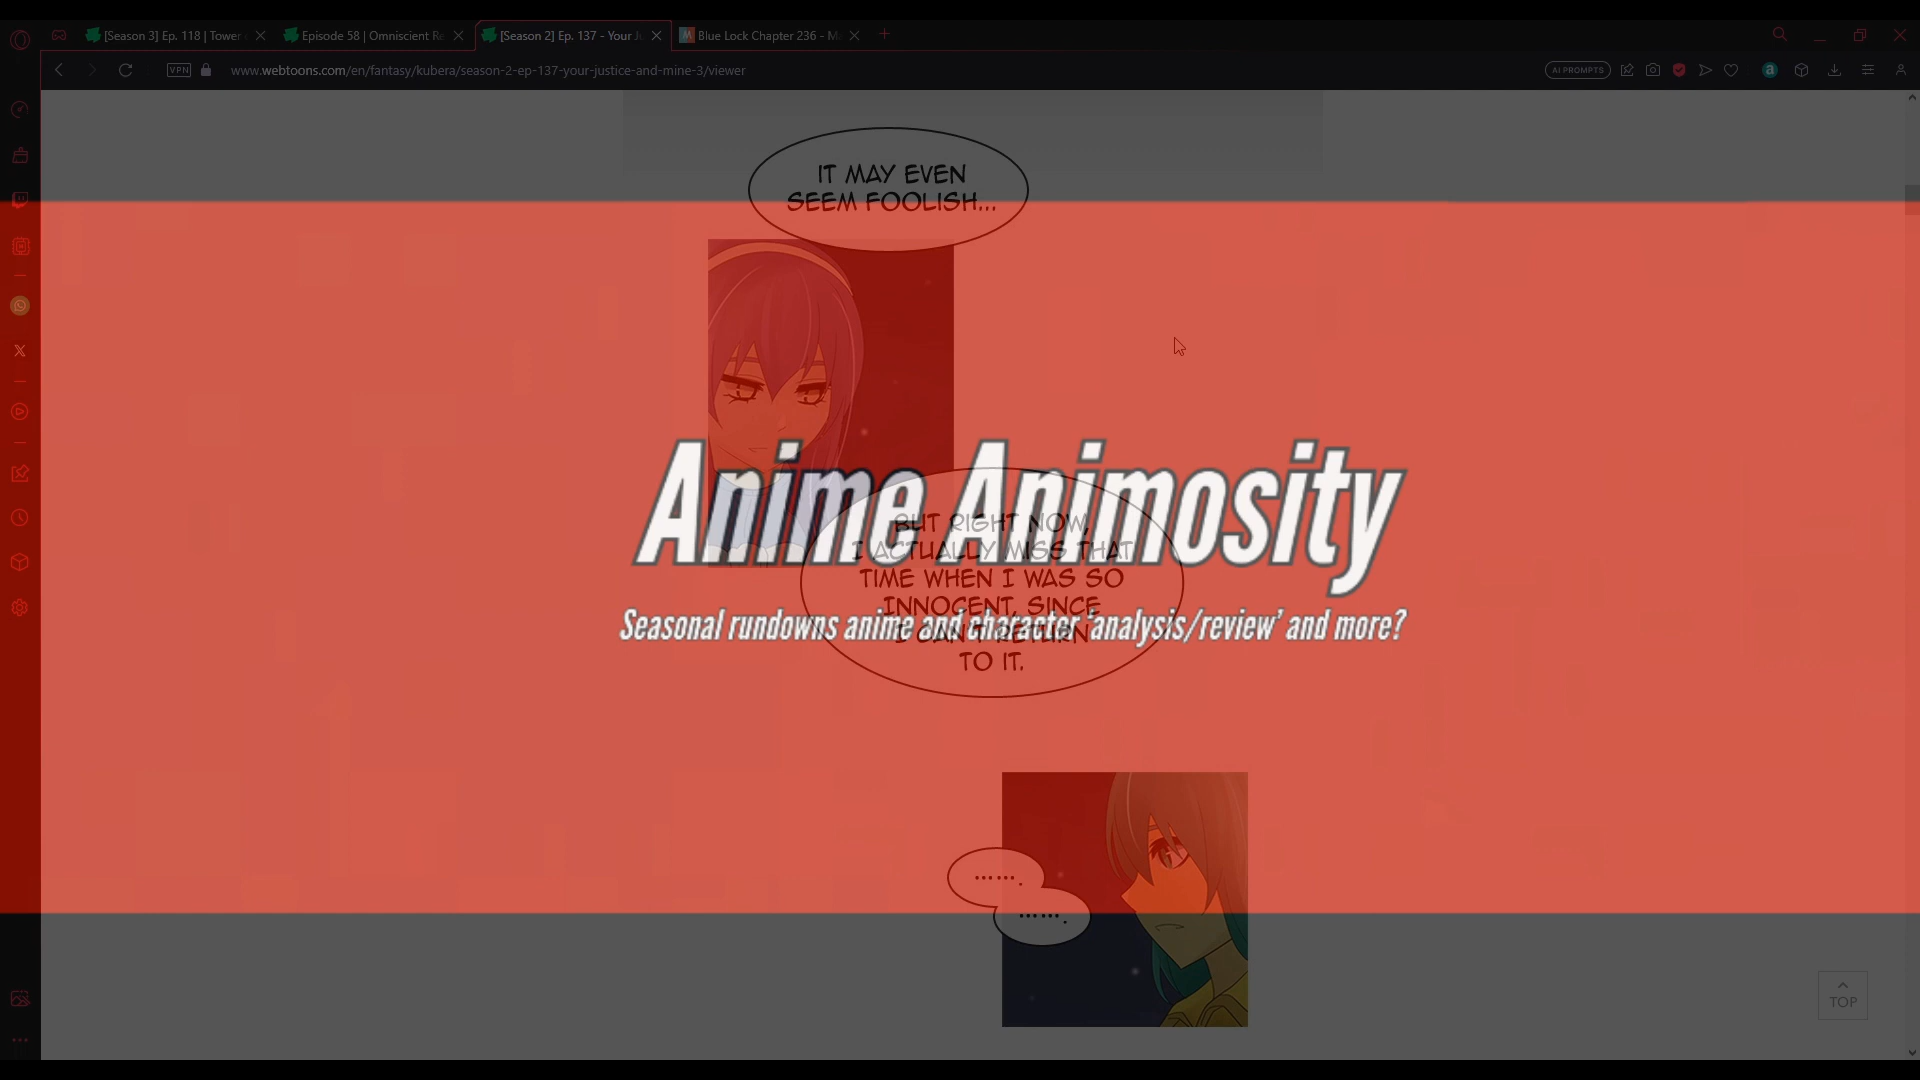 [Season 3] Ep. 118 | Tower
Episode 58 | Omniscient Re
[Season 2] Ep. 137 - Your Ju
Blue Lock Chapter 236 - M
VPN
www.webtoons.com/en/fantasy/kubera/season-2-ep-137-your-justice-and-mine-3/viewer
AI PROMPTS
IT MAY EVEN
SEEM FOOLISH...
Anime Animosity
BUT RIGHT NOW,
I ACTUALLY MISS THAT
TIME WHEN I WAS SO
INNOCENT, SINCE
I CAN'T RETURN
TO IT.
Seasonal rundowns anime and character 'analysis/review' and more?
.......
.......
TOP